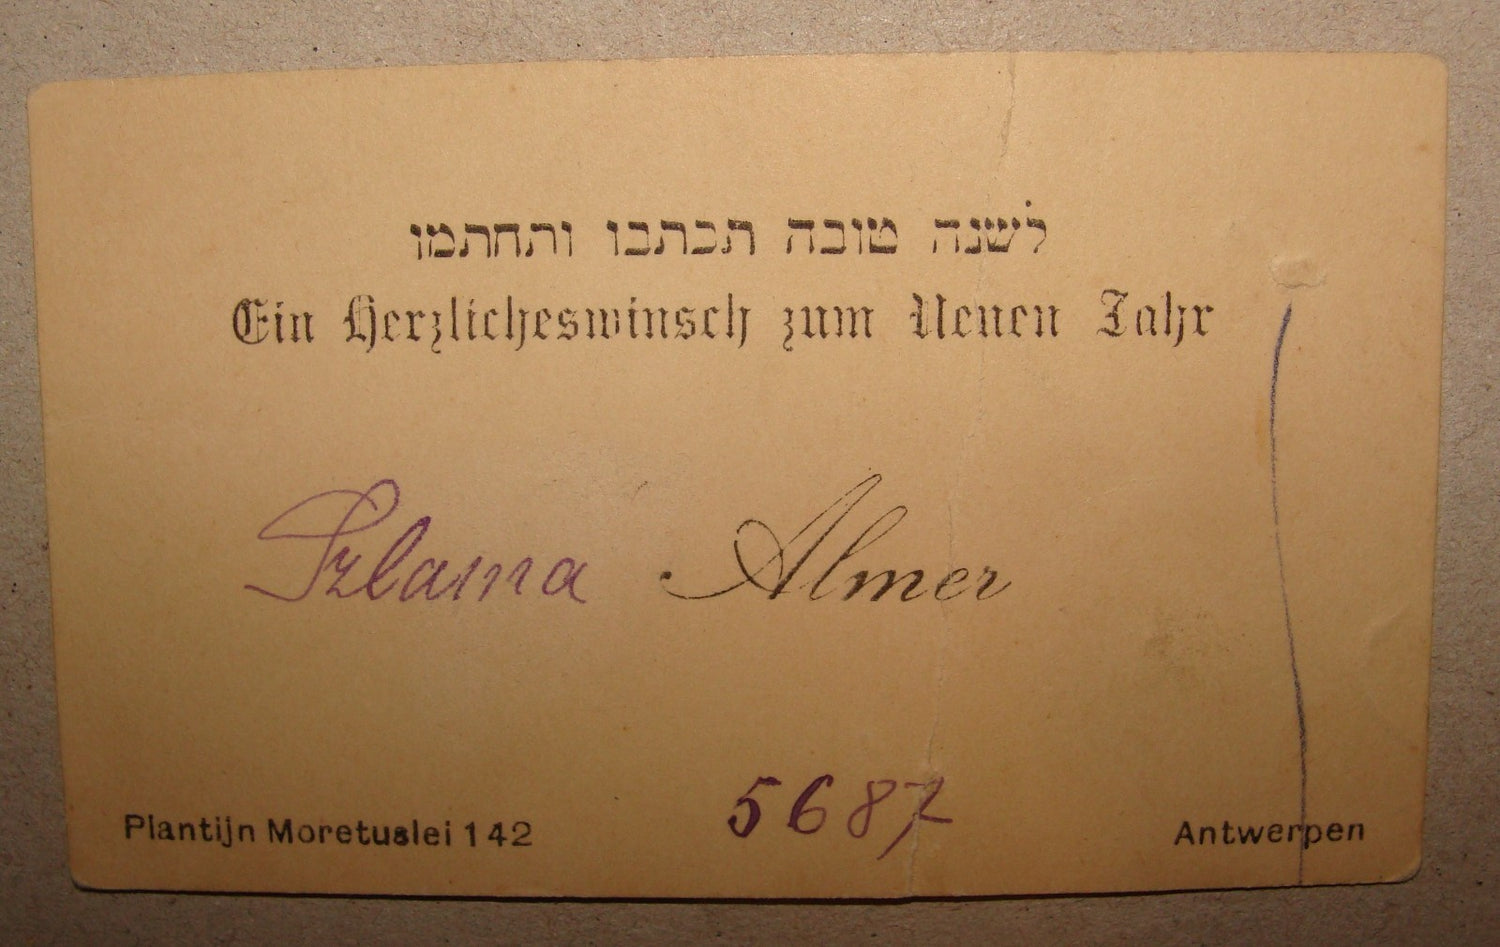 לשנה טובה תכתבו ותחתמו
Ein Herzlicheswinsch zum Neuen Jahr
Szlama Almer
5687
Plantijn Moretuslei 142 Antwerpen